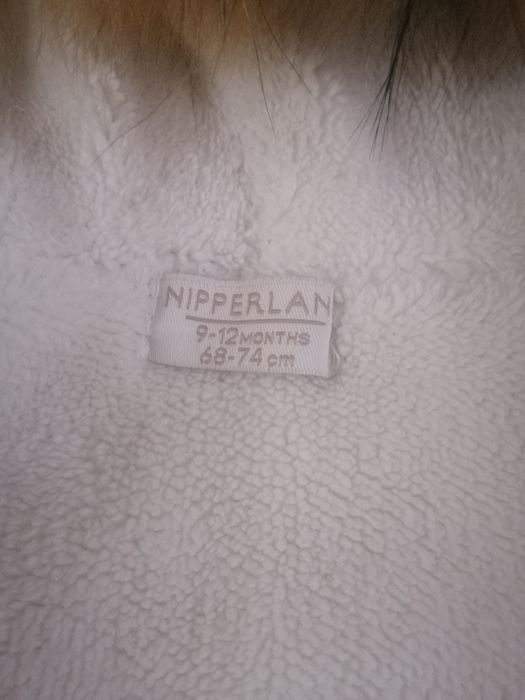 NIPPERLAN
9-12 MONTHS
68-74 cm